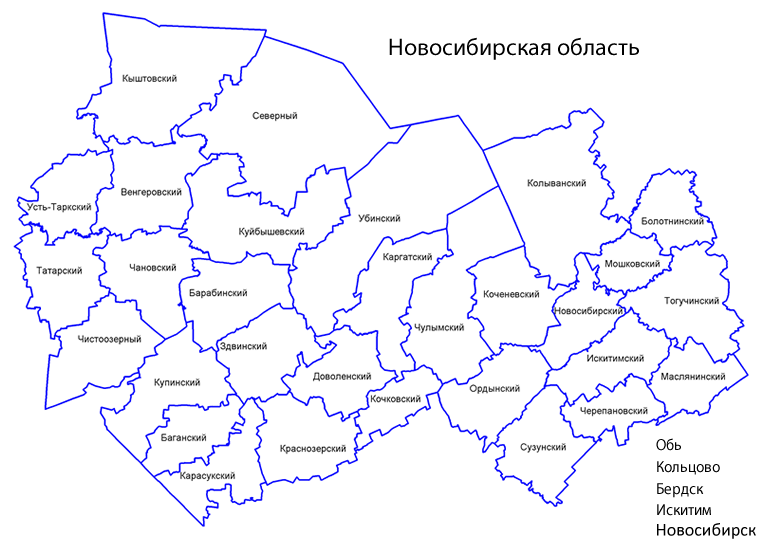 Новосибирская область
Кыштовский
Северный
Венгеровский
Колыванский
Усть-Таркский
Убинский
Болотнинский
Куйбышевский
Каргатский
Мошковский
Татарский
Чановский
Барабинский
Коченевский
Тогучинский
Новосибирский
Чулымский
Чистоозерный
Здвинский
Искитимский
Доволенский
Маслянинский
Купинский
Ордынский
Кочковский
Черепановский
Баганский
Краснозерский
Сузунский
Обь
Карасукский
Кольцово
Бердск
Искитим
Новосибирск